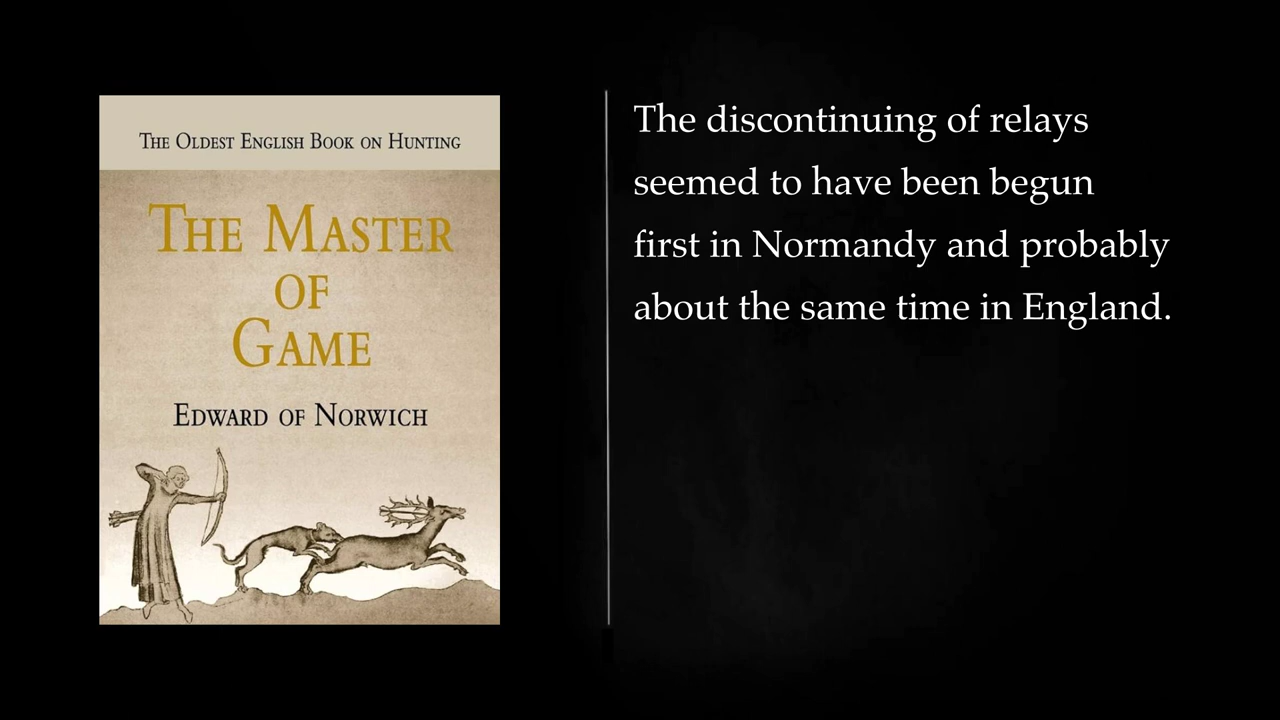 The Oldest English Book on Hunting
The Master
of
Game
Edward of Norwich
The discontinuing of relays
seemed to have been begun
first in Normandy and probably
about the same time in England.